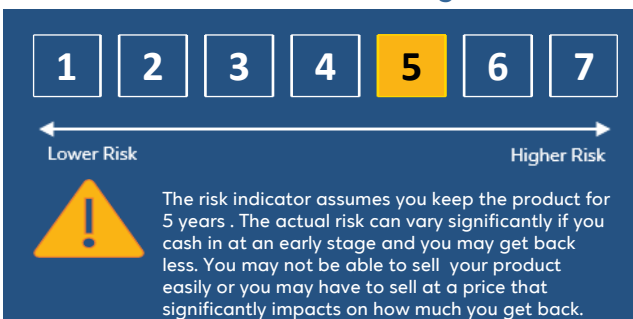 1 2 3 4 5 6 7
Lower Risk Higher Risk
!
The risk indicator assumes you keep the product for
5 years . The actual risk can vary significantly if you
cash in at an early stage and you may get back
less. You may not be able to sell your product
easily or you may have to sell at a price that
significantly impacts on how much you get back.